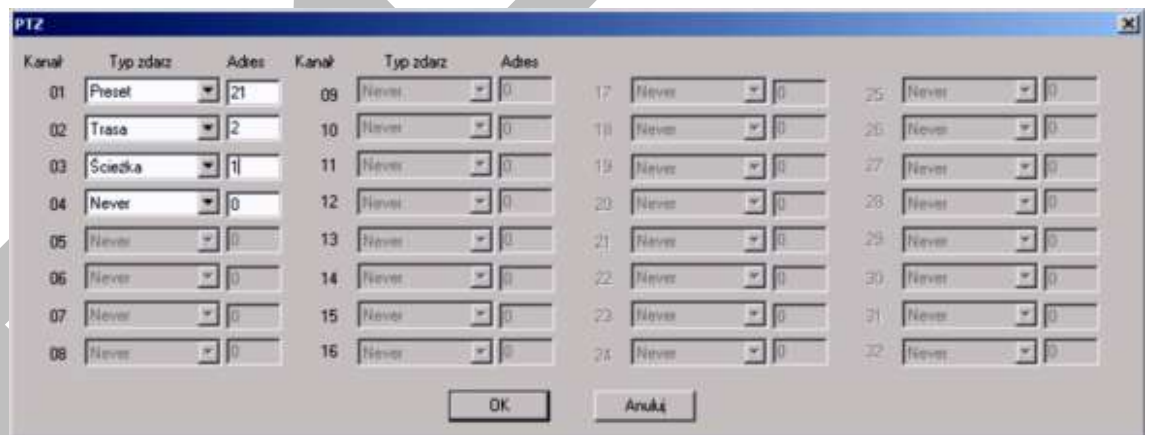 PTZ
Kanał Typ zdarz Adres Kanał Typ zdarz Adres
01 Preset 21 09 Never 0 17 Never 0 25 Never 0
02 Trasa 2 10 Never 0 18 Never 0 26 Never 0
03 Ścieżka 1 11 Never 0 19 Never 0 27 Never 0
04 Never 0 12 Never 0 20 Never 0 28 Never 0
05 Never 0 13 Never 0 21 Never 0 29 Never 0
06 Never 0 14 Never 0 22 Never 0 30 Never 0
07 Never 0 15 Never 0 23 Never 0 31 Never 0
08 Never 0 16 Never 0 24 Never 0 32 Never 0
OK Anuluj